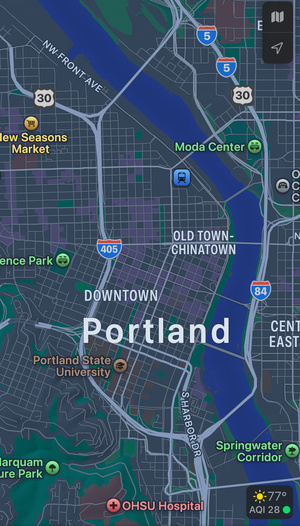 E
5
NW FRONT AVE
5
30
30
New Seasons
Market
Moda Center
O
C
C
OLD TOWN-
CHINATOWN
405
ence Park
N
84
DOWNTOWN
CENT
EAST
Portland
Portland State
University
S HARBOR DR
Springwater
Corridor
Marquam
ure Park
77°
AQI 28
OHSU Hospital